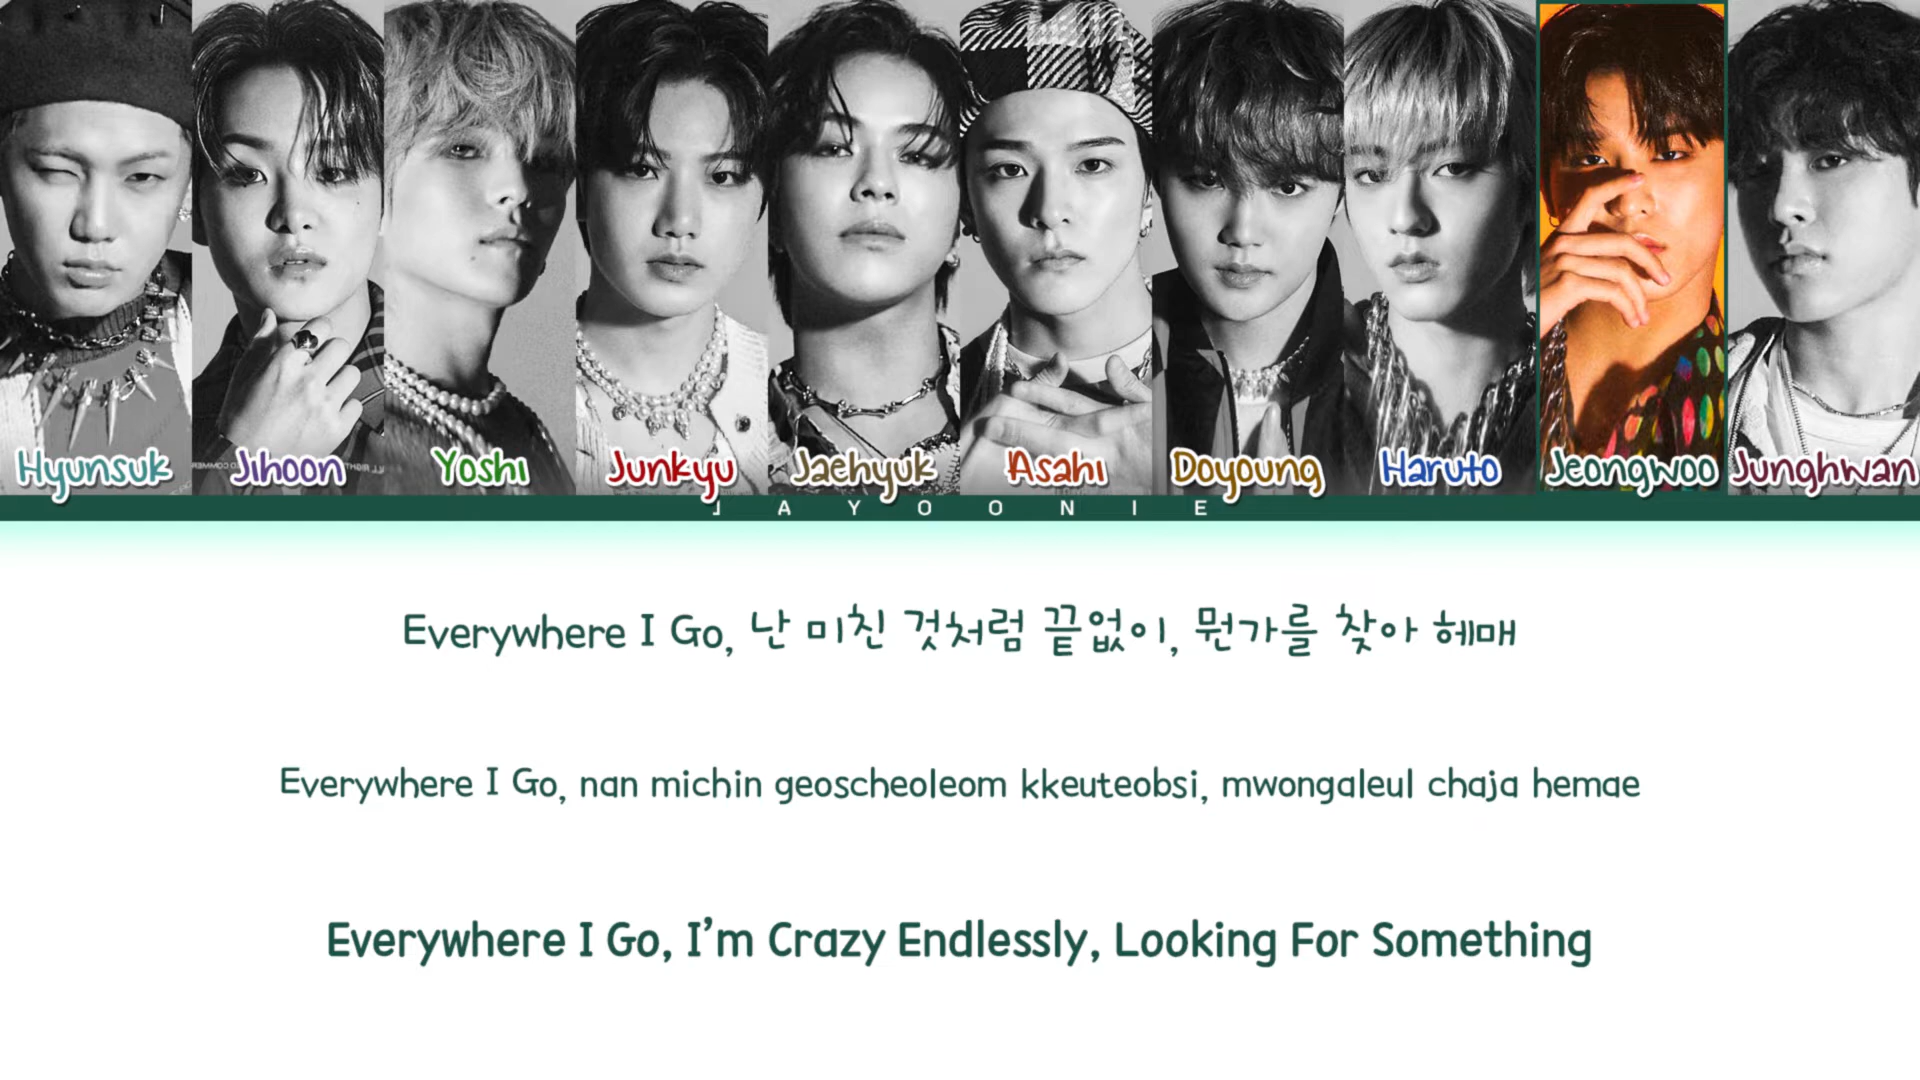 Hyunsuk Jihoon Yoshi Junkyu Jaehyuk Asahi Doyoung Haruto Jeongwoo Junghwan
JAYOONIE
Everywhere I Go, 난 미친 것처럼 끝없이, 뭔가를 찾아 헤매
Everywhere I Go, nan michin geoscheoleom kkeuteobsi, mwongaleul chaja hemae
Everywhere I Go, I'm Crazy Endlessly, Looking For Something